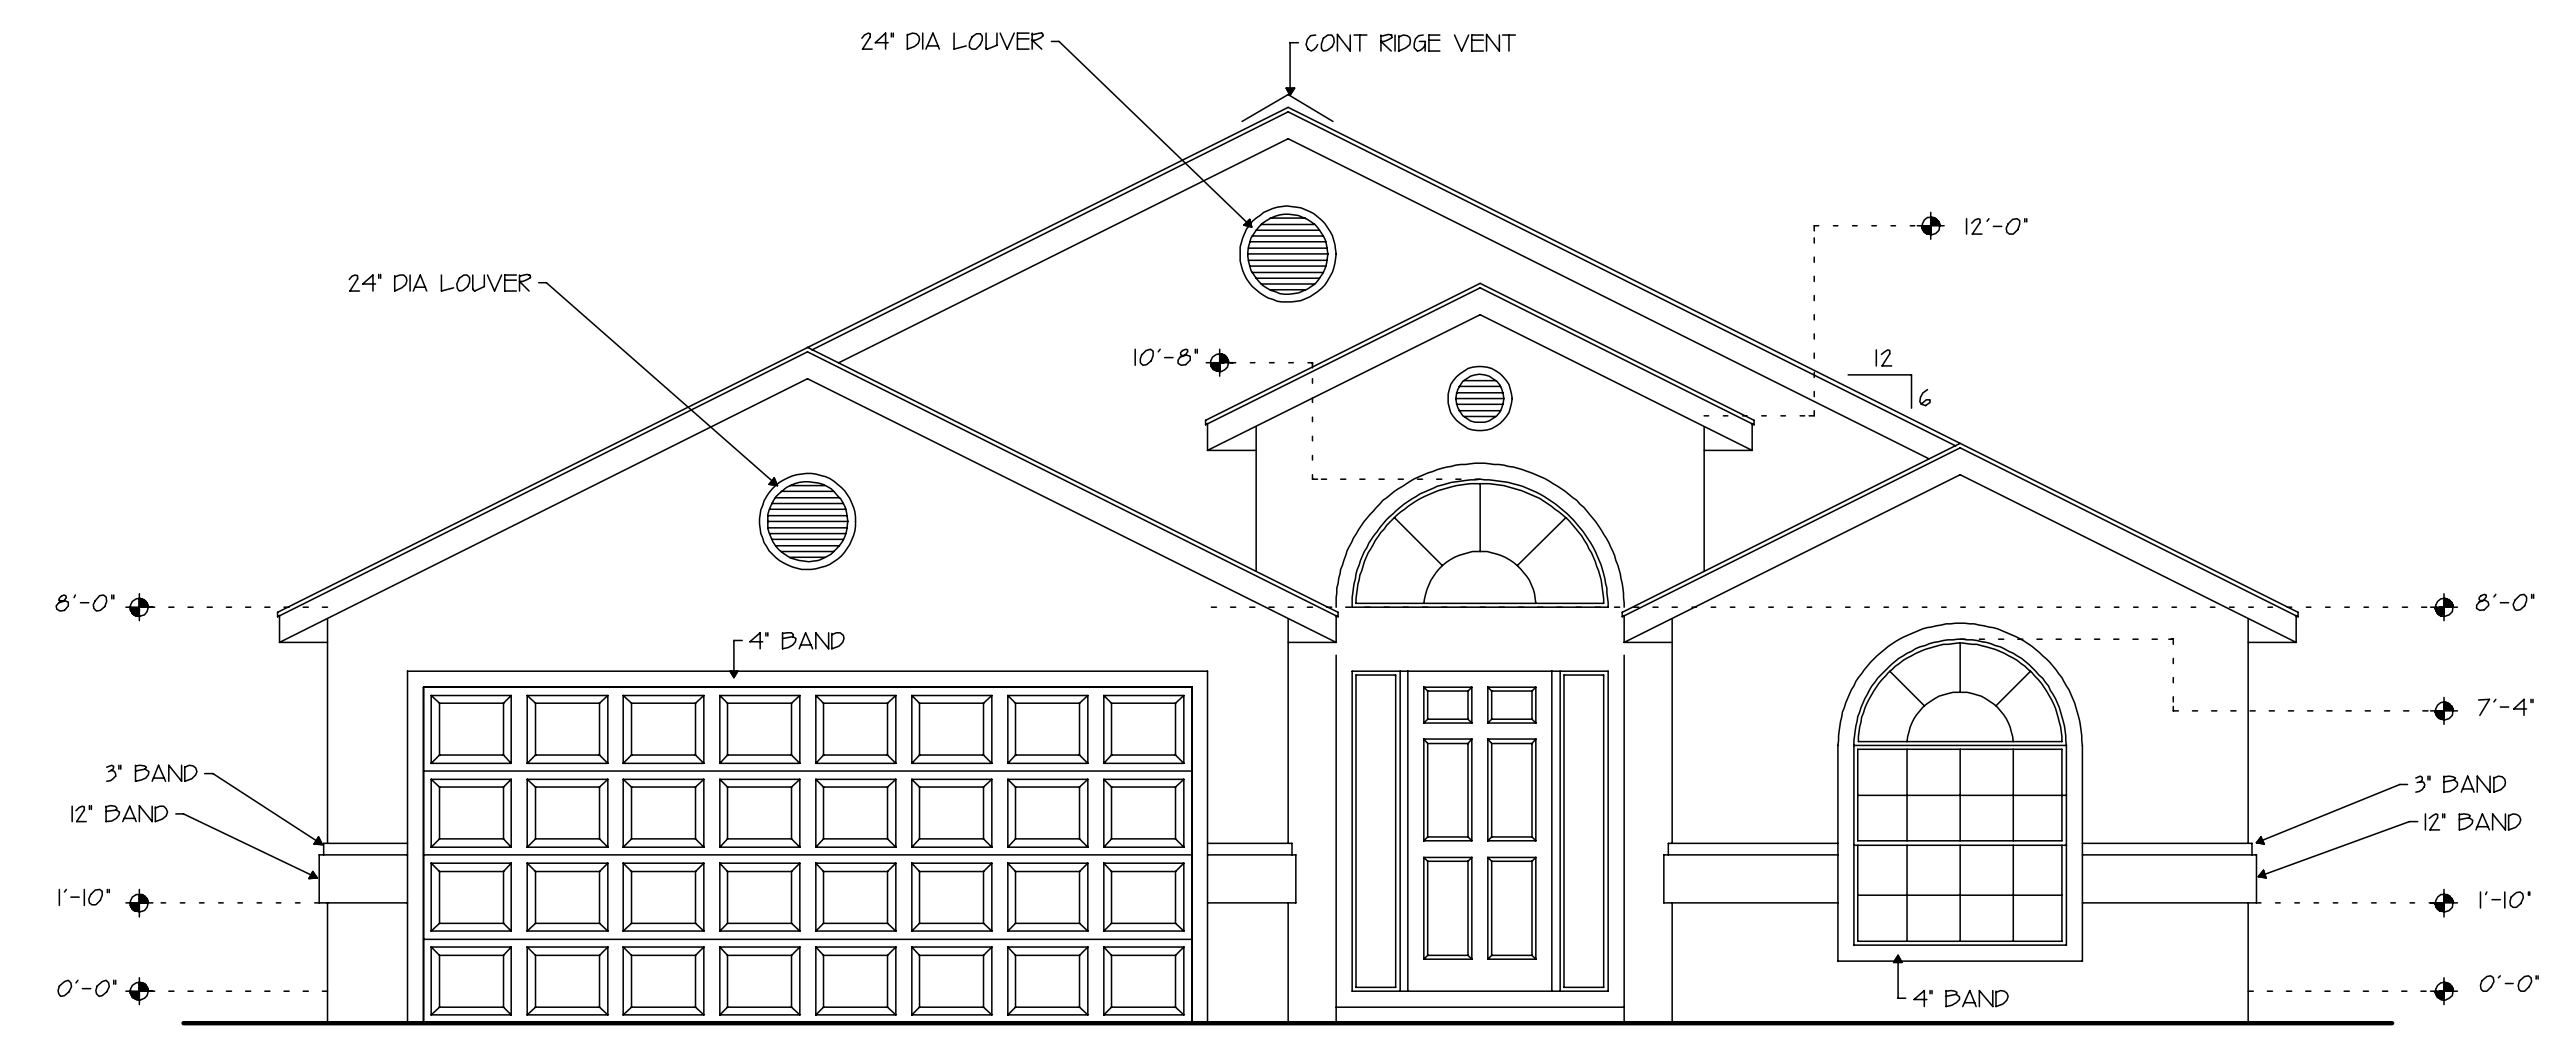 24" DIA LOUVER
CONT RIDGE VENT
12'-0"
24" DIA LOUVER
10'-8"
12
6
8'-0"
8'-0"
4" BAND
7'-4"
3" BAND
3" BAND
12" BAND
12" BAND
1'-10"
1'-10"
0'-0"
0'-0"
4" BAND